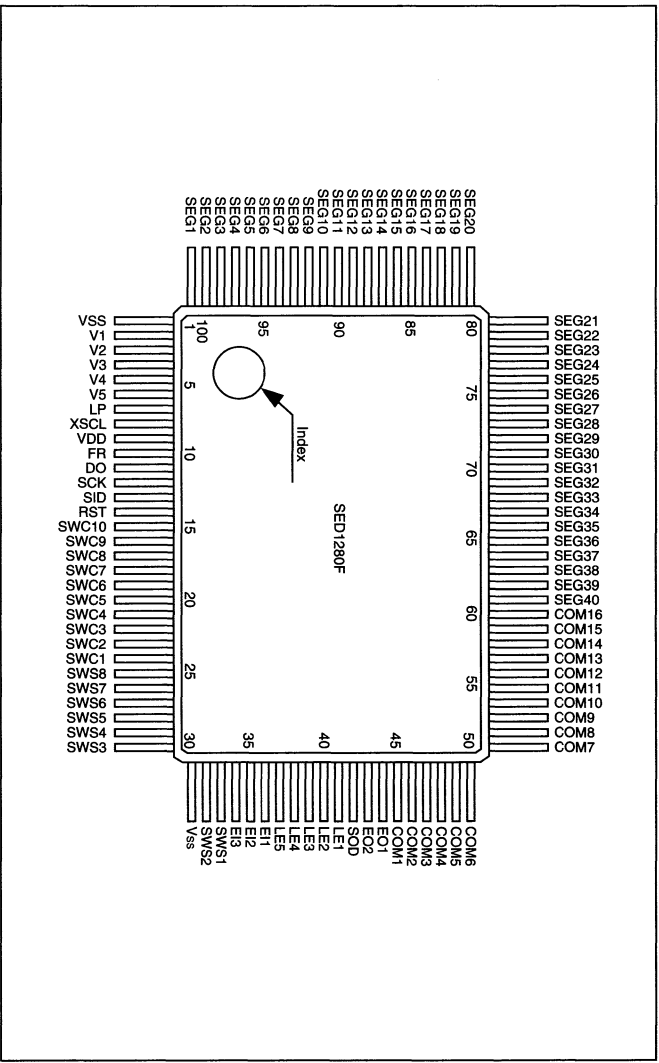 SEG1
SEG2
SEG3
SEG4
SEG5
SEG6
SEG7
SEG8
SEG9
SEG10
SEG11
SEG12
SEG13
SEG14
SEG15
SEG16
SEG17
SEG18
SEG19
SEG20
VSS
V1
V2
V3
V4
V5
LP
XSCL
VDD
FR
DO
SCK
SID
RST
SWC10
SWC9
SWC8
SWC7
SWC6
SWC5
SWC4
SWC3
SWC2
SWC1
SWS8
SWS7
SWS6
SWS5
SWS4
SWS3
1
100
95
90
85
80
5
10
15
20
25
30
35
40
45
50
75
70
65
60
55
Index
SED1280F
SEG21
SEG22
SEG23
SEG24
SEG25
SEG26
SEG27
SEG28
SEG29
SEG30
SEG31
SEG32
SEG33
SEG34
SEG35
SEG36
SEG37
SEG38
SEG39
SEG40
COM16
COM15
COM14
COM13
COM12
COM11
COM10
COM9
COM8
COM7
Vss
SWS2
SWS1
EI3
EI2
EI1
LE5
LE4
LE3
LE2
LE1
SOD
EO2
EO1
COM1
COM2
COM3
COM4
COM5
COM6